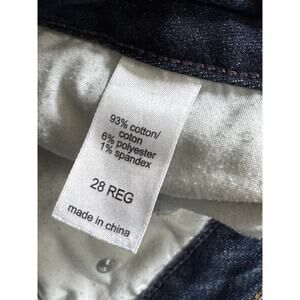 93% cotton/
coton
6% polyester
1% spandex
28 REG
made in china